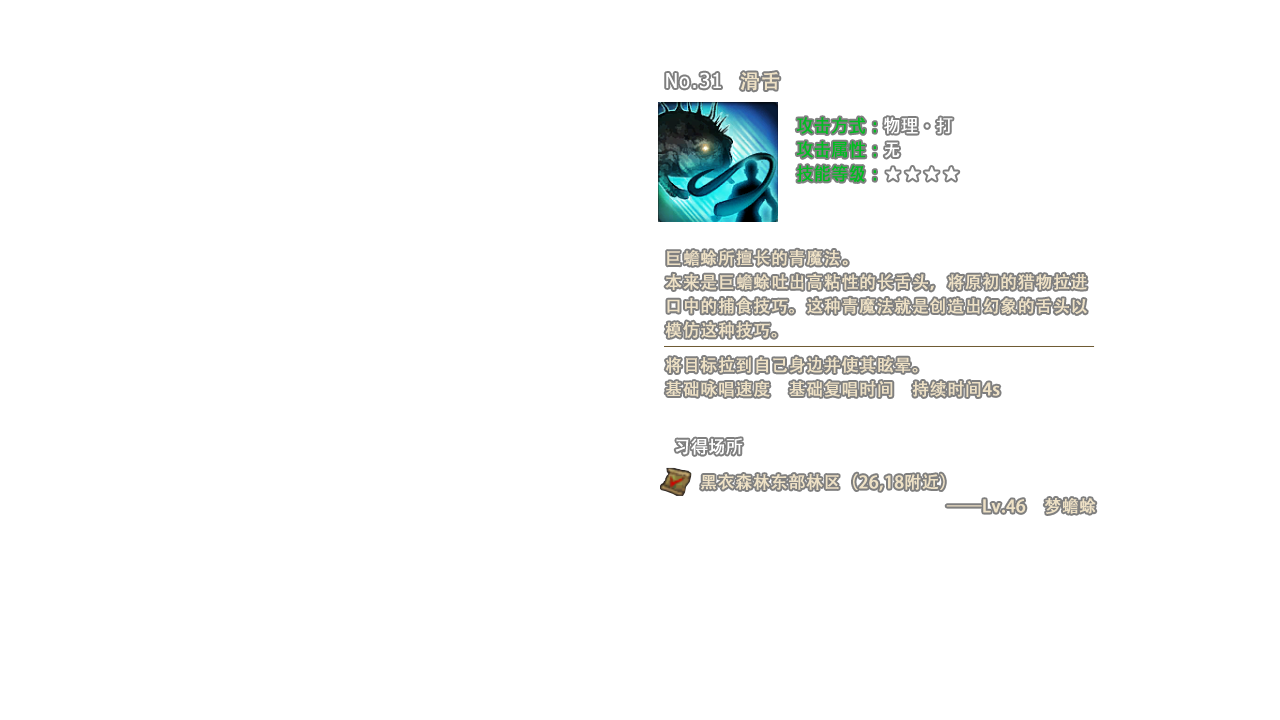 No.31 滑舌
攻击方式：物理·打
攻击属性：无
技能等级：☆☆☆☆
巨蟾蜍所擅长的青魔法。
本来是巨蟾蜍吐出高粘性的长舌头，将原初的猎物拉进
口中的捕食技巧。这种青魔法就是创造出幻象的舌头以
模仿这种技巧。
将目标拉到自己身边并使其眩晕。
基础咏唱速度 基础复唱时间 持续时间4s
习得场所
黑衣森林东部林区（26,18附近）
——Lv.46 梦蟾蜍